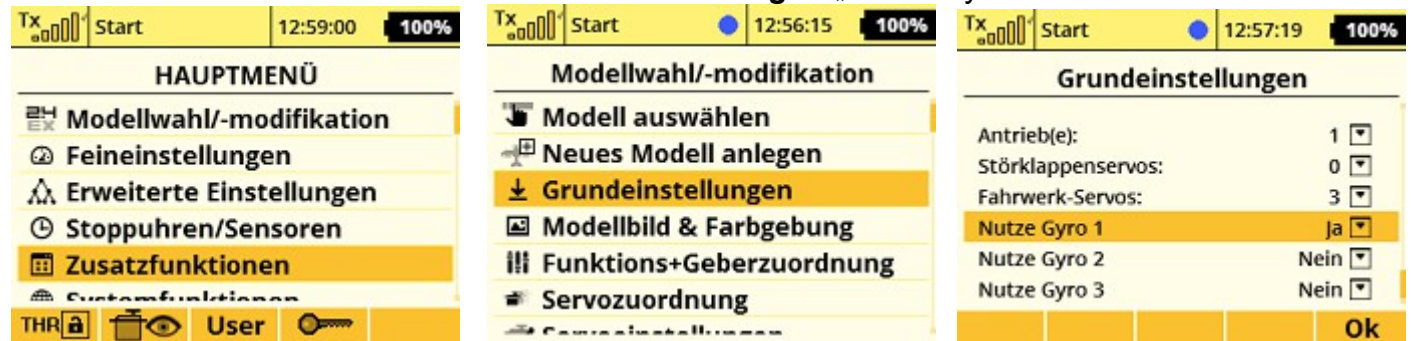 Tx Start 12:59:00 100%
HAUPTMENÜ
Modellwahl/-modifikation
Feineinstellungen
Erweiterte Einstellungen
Stoppuhren/Sensoren
Zusatzfunktionen
THR User
Tx Start 12:56:15 100%
Modellwahl/-modifikation
Modell auswählen
Neues Modell anlegen
Grundeinstellungen
Modellbild & Farbgebung
Funktions+Geberzuordnung
Servozuordnung
Tx Start 12:57:19 100%
Grundeinstellungen
Antrieb(e): 1
Störklappenservos: 0
Fahrwerk-Servos: 3
Nutze Gyro 1 Ja
Nutze Gyro 2 Nein
Nutze Gyro 3 Nein
Ok